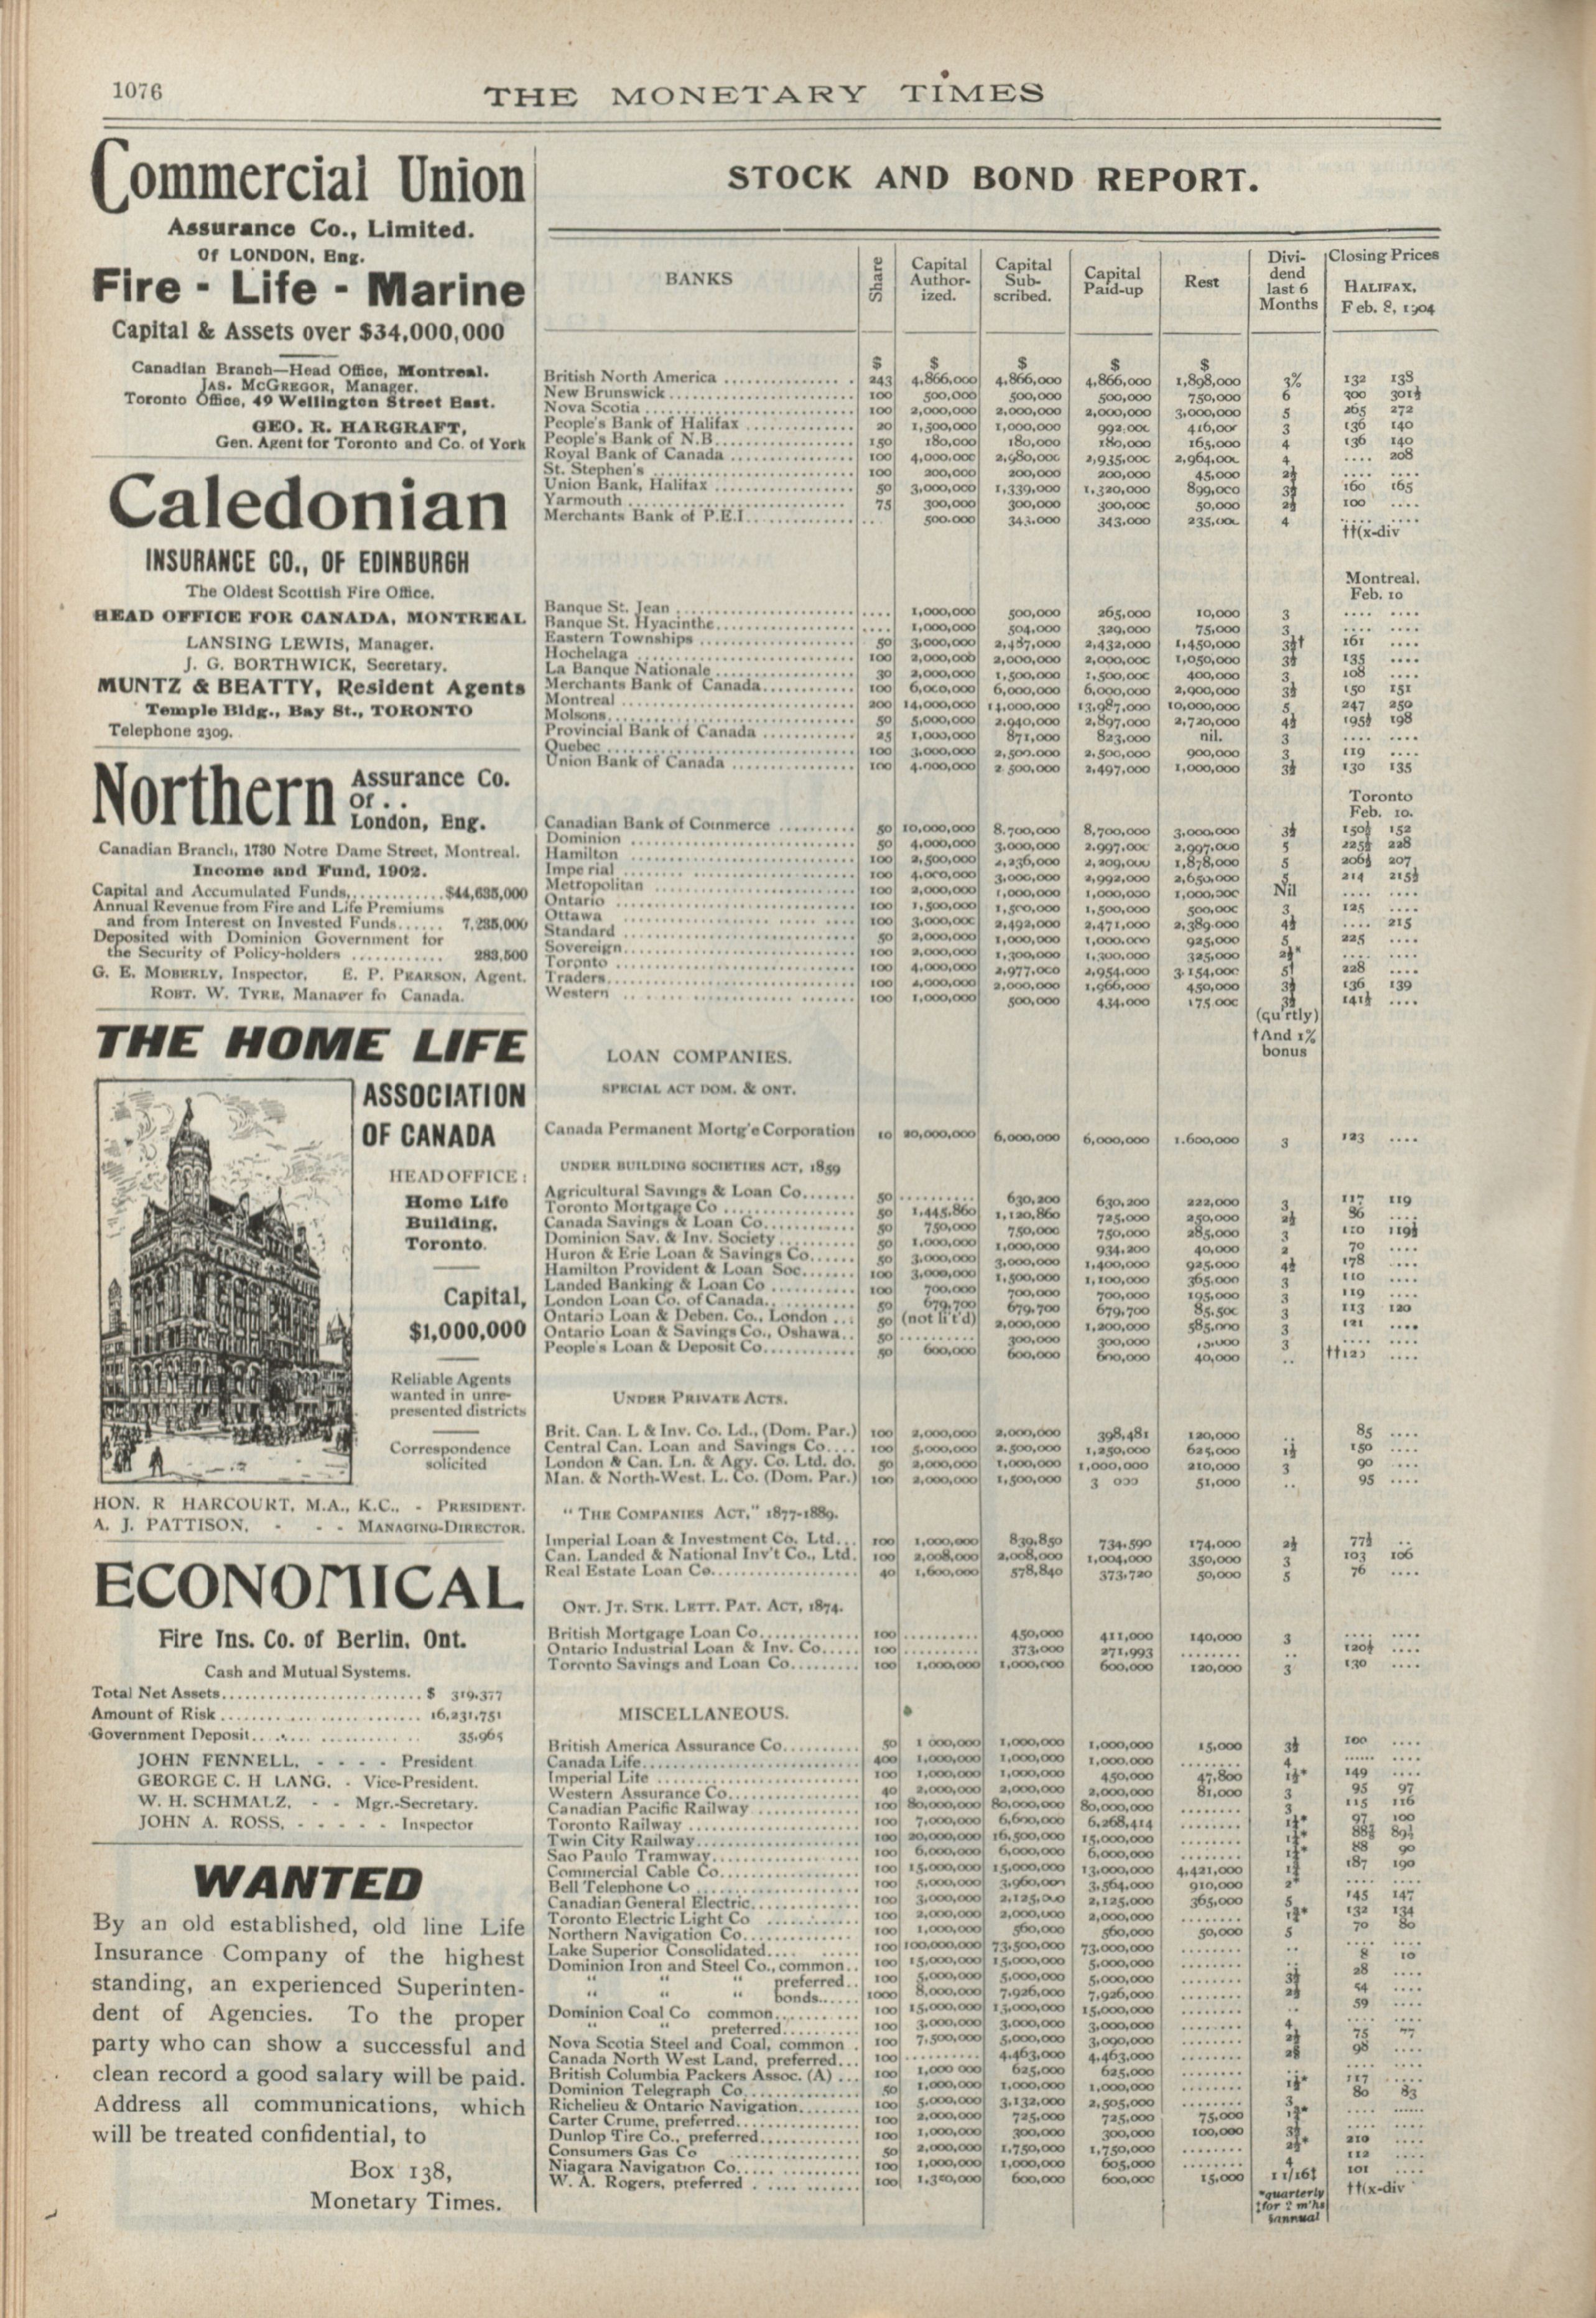 1076
THE MONETARY TIMES
Commercial Union
Assurance Co., Limited.
Of LONDON, Eng.
Fire - Life - Marine
Capital & Assets over $34,000,000
Canadian Branch—Head Office, Montreal.
JAS. MCGREGOR, Manager.
Toronto Office, 49 Wellington Street East.
GEO. R. HARGRAFT,
Gen. Agent for Toronto and Co. of York
Caledonian
INSURANCE CO., OF EDINBURGH
The Oldest Scottish Fire Office.
HEAD OFFICE FOR CANADA, MONTREAL
LANSING LEWIS, Manager.
J. G. BORTHWICK, Secretary.
MUNTZ & BEATTY, Resident Agents
Temple Bldg., Bay St., TORONTO
Telephone 2309.
Northern Assurance Co.
Of . .
London, Eng.
Canadian Branch, 1730 Notre Dame Street, Montreal.
Income and Fund, 1902.
Capital and Accumulated Funds,............$44,635,000
Annual Revenue from Fire and Life Premiums
and from Interest on Invested Funds...... 7,235,000
Deposited with Dominion Government for
the Security of Policy-holders ........... 283,500
G. E. MOBERLY, Inspector, E. P. PEARSON, Agent.
ROBT. W. TYRE, Manager fo Canada.
THE HOME LIFE
ASSOCIATION
OF CANADA
HEAD OFFICE:
Home Life
Building,
Toronto.
Capital,
$1,000,000
Reliable Agents
wanted in unre-
presented districts
Correspondence
solicited
HON. R HARCOURT, M.A., K.C.. - PRESIDENT.
A. J. PATTISON, - - - MANAGING-DIRECTOR.
ECONOMICAL
Fire Ins. Co. of Berlin, Ont.
Cash and Mutual Systems.
Total Net Assets.........................$ 319,377
Amount of Risk ......................... 16,231,751
Government Deposit...................... 35,965
JOHN FENNELL, - - - - President
GEORGE C. H LANG, - Vice-President.
W. H. SCHMALZ, - - Mgr.-Secretary.
JOHN A. ROSS, - - - - - Inspector
WANTED
By an old established, old line Life
Insurance Company of the highest
standing, an experienced Superinten-
dent of Agencies. To the proper
party who can show a successful and
clean record a good salary will be paid.
Address all communications, which
will be treated confidential, to
Box 138,
Monetary Times.
STOCK AND BOND REPORT.
BANKS Share Capital Author-ized. Capital Sub-scribed. Capital Paid-up Rest Divi-dend last 6 Months Closing Prices HALIFAX, Feb. 8, 1904
$ $ $ $ $
British North America 243 4,866,000 4,866,000 4,866,000 1,898,000 3% 132 138
New Brunswick 100 500,000 500,000 500,000 750,000 6 300 301½
Nova Scotia 100 2,000,000 2,000,000 2,000,000 3,000,000 5 265 272
People's Bank of Halifax 20 1,500,000 1,000,000 992,000 416,000 3 136 140
People's Bank of N.B. 150 180,000 180,000 180,000 165,000 4 136 140
Royal Bank of Canada 100 4,000,000 2,980,000 2,935,000 2,964,000 4 .... 208
St. Stephen's 100 200,000 200,000 200,000 45,000 2½ .... ....
Union Bank, Halifax 50 3,000,000 1,339,000 1,320,000 899,000 3½ 160 165
Yarmouth 75 300,000 300,000 300,000 50,000 2½ 100 ....
Merchants Bank of P.E.I. .... 500,000 343,000 343,000 235,000 4 .... ....
††(x-div
Montreal.
Feb. 10
Banque St. Jean .... 1,000,000 500,000 265,000 10,000 3 .... ....
Banque St. Hyacinthe .... 1,000,000 504,000 329,000 75,000 3 .... ....
Eastern Townships 50 3,000,000 2,437,000 2,432,000 1,450,000 3½† 161 ....
Hochelaga 100 2,000,000 2,000,000 2,000,000 1,050,000 3½ 135 ....
La Banque Nationale 30 2,000,000 1,500,000 1,500,000 400,000 3 108 ....
Merchants Bank of Canada 100 6,000,000 6,000,000 6,000,000 2,900,000 3½ 150 151
Montreal 200 14,000,000 14,000,000 13,987,000 10,000,000 5 247 250
Molsons 50 5,000,000 2,940,000 2,897,000 2,720,000 4½ 195½ 198
Provincial Bank of Canada 25 1,000,000 871,000 823,000 nil. 3 .... ....
Quebec 100 3,000,000 2,500,000 2,500,000 900,000 3 119 ....
Union Bank of Canada 100 4,000,000 2,500,000 2,497,000 1,000,000 3½ 130 135
Toronto
Feb. 10.
Canadian Bank of Commerce 50 10,000,000 8,700,000 8,700,000 3,000,000 3½ 150½ 152
Dominion 50 4,000,000 3,000,000 2,997,000 2,997,000 5 225½ 228
Hamilton 100 2,500,000 2,236,000 2,209,000 1,878,000 5 206½ 207
Imperial 100 4,000,000 3,000,000 2,992,000 2,650,000 5 214 215½
Metropolitan 100 2,000,000 1,000,000 1,000,000 1,000,000 Nil .... ....
Ontario 100 1,500,000 1,500,000 1,500,000 500,000 3 125 ....
Ottawa 100 3,000,000 2,492,000 2,471,000 2,389,000 4½ .... 215
Standard 50 2,000,000 1,000,000 1,000,000 925,000 5 225 ....
Sovereign 100 2,000,000 1,300,000 1,300,000 325,000 .... ....
Toronto 100 4,000,000 2,977,000 2,954,000 3,154,000 5† 228 ....
Traders 100 4,000,000 2,000,000 1,966,000 450,000 3½ 136 139
Western 100 1,000,000 500,000 434,000 175,000 3½ 141½ ....
(qu'rtly)
†And 1%
bonus
LOAN COMPANIES.
SPECIAL ACT DOM. & ONT.
Canada Permanent Mortg'e Corporation 10 20,000,000 6,000,000 6,000,000 1,600,000 3 123 ....
UNDER BUILDING SOCIETIES ACT, 1859
Agricultural Savings & Loan Co. 50 .......... 630,200 630,200 222,000 3 117 119
Toronto Mortgage Co 50 1,445,860 1,120,860 725,000 250,000 2½ 86 ....
Canada Savings & Loan Co. 50 750,000 750,000 750,000 285,000 3 110 119½
Dominion Sav. & Inv. Society 50 1,000,000 1,000,000 934,200 40,000 2 70 ....
Huron & Erie Loan & Savings Co. 50 3,000,000 3,000,000 1,400,000 925,000 4½ 178 ....
Hamilton Provident & Loan Soc. 100 3,000,000 1,500,000 1,100,000 365,000 3 110 ....
Landed Banking & Loan Co 100 700,000 700,000 700,000 195,000 3 119 ....
London Loan Co. of Canada 50 679,700 679,700 679,700 85,500 3 113 120
Ontario Loan & Deben. Co., London 50 (not li't'd) 2,000,000 1,200,000 585,000 3 121 ....
Ontario Loan & Savings Co., Oshawa 50 .......... 300,000 300,000 3 .... ....
People's Loan & Deposit Co. 50 600,000 600,000 600,000 40,000 .. ....
UNDER PRIVATE ACTS.
Brit. Can. L & Inv. Co. Ld., (Dom. Par.) 100 2,000,000 2,000,000 398,481 120,000 .. 85 ....
Central Can. Loan and Savings Co. 100 5,000,000 2,500,000 1,250,000 625,000 1½ 150 ....
London & Can. Ln. & Agy. Co. Ltd. do. 50 2,000,000 1,000,000 1,000,000 210,000 3 90 ....
Man. & North-West. L. Co. (Dom. Par.) 100 2,000,000 1,500,000 51,000 .. 95 ....
"THE COMPANIES ACT," 1877-1889.
Imperial Loan & Investment Co. Ltd. 100 1,000,000 839,850 734,590 174,000 2½ 77½ ..
Can. Landed & National Inv't Co., Ltd. 100 2,008,000 2,008,000 1,004,000 350,000 3 103 106
Real Estate Loan Co. 40 1,600,000 578,840 373,720 50,000 5 76 ....
ONT. JT. STK. LETT. PAT. ACT, 1874.
British Mortgage Loan Co. 100 .......... 450,000 411,000 140,000 3 .... ....
Ontario Industrial Loan & Inv. Co. 100 .......... 373,000 271,993 ........ .. 120½ ....
Toronto Savings and Loan Co. 100 1,000,000 1,000,000 600,000 120,000 3 130 ....
MISCELLANEOUS.
British America Assurance Co. 50 1 000,000 1,000,000 1,000,000 15,000 3½ 100 ....
Canada Life 400 1,000,000 1,000,000 1,000,000 ........ 4 ...... ....
Imperial Life 100 1,000,000 1,000,000 450,000 47,800 149 ....
Western Assurance Co. 40 2,000,000 2,000,000 2,000,000 81,000 3 95 97
Canadian Pacific Railway 100 80,000,000 80,000,000 80,000,000 ........ 3 115 116
Toronto Railway 100 7,000,000 6,600,000 6,268,414 ........ 97 100
Twin City Railway 100 20,000,000 16,500,000 15,000,000 ........
Sao Paulo Tramway 100 6,000,000 6,000,000 6,000,000 ........ 88 90
Commercial Cable Co. 100 15,000,000 15,000,000 13,000,000 4,421,000 187 190
Bell Telephone Co 100 5,000,000 3,960,000 3,564,000 910,000 2* .... ....
Canadian General Electric 100 3,000,000 2,125,000 2,125,000 365,000 5 145 147
Toronto Electric Light Co 100 2,000,000 2,000,000 2,000,000 ........ 132 134
Northern Navigation Co. 100 1,000,000 560,000 560,000 50,000 5 70 80
Lake Superior Consolidated 100 100,000,000 73,500,000 73,000,000 ........ .. .... ....
Dominion Iron and Steel Co., common 100 15,000,000 15,000,000 5,000,000 ........ 8 10
" " " preferred 100 5,000,000 5,000,000 5,000,000 ........ 3½ 28 ....
" " " bonds 1000 8,000,000 7,926,000 7,926,000 ........ 2½ 54 ....
Dominion Coal Co common 100 15,000,000 15,000,000 15,000,000 ........ .. 59 ....
" " preferred 100 3,000,000 3,000,000 3,000,000 ........ 4 .... ....
Nova Scotia Steel and Coal, common 100 7,500,000 5,000,000 3,090,000 ........ 75 77
Canada North West Land, preferred 100 .......... 4,463,000 4,463,000 ........ 98 ....
British Columbia Packers Assoc. (A) 100 1,000 000 625,000 625,000 ........ .. .... ....
Dominion Telegraph Co 50 1,000,000 1,000,000 1,000,000 ........ 117 ....
Richelieu & Ontario Navigation 100 5,000,000 3,132,000 2,505,000 ........ 3 80 83
Carter Crume, preferred 100 2,000,000 725,000 725,000 75,000 .... ......
Dunlop Tire Co., preferred 100 1,000,000 300,000 300,000 100,000 .... ....
Consumers Gas Co 50 2,000,000 1,750,000 1,750,000 ........ 210 ....
Niagara Navigation Co. 100 1,000,000 1,000,000 605,000 ........ 4 112 ....
W. A. Rogers, preferred 100 600,000 600,000 15,000 1 1/16‡ 101 ....
*quarterly
‡for 2 m'hs
§annual
††(x-div